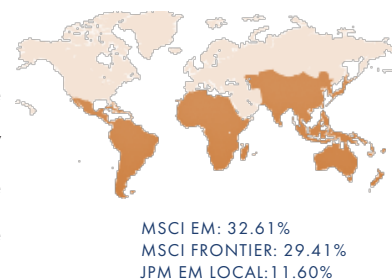 MSCI EM: 32.61%
MSCI FRONTIER: 29.41%
JPM EM LOCAL:11.60%